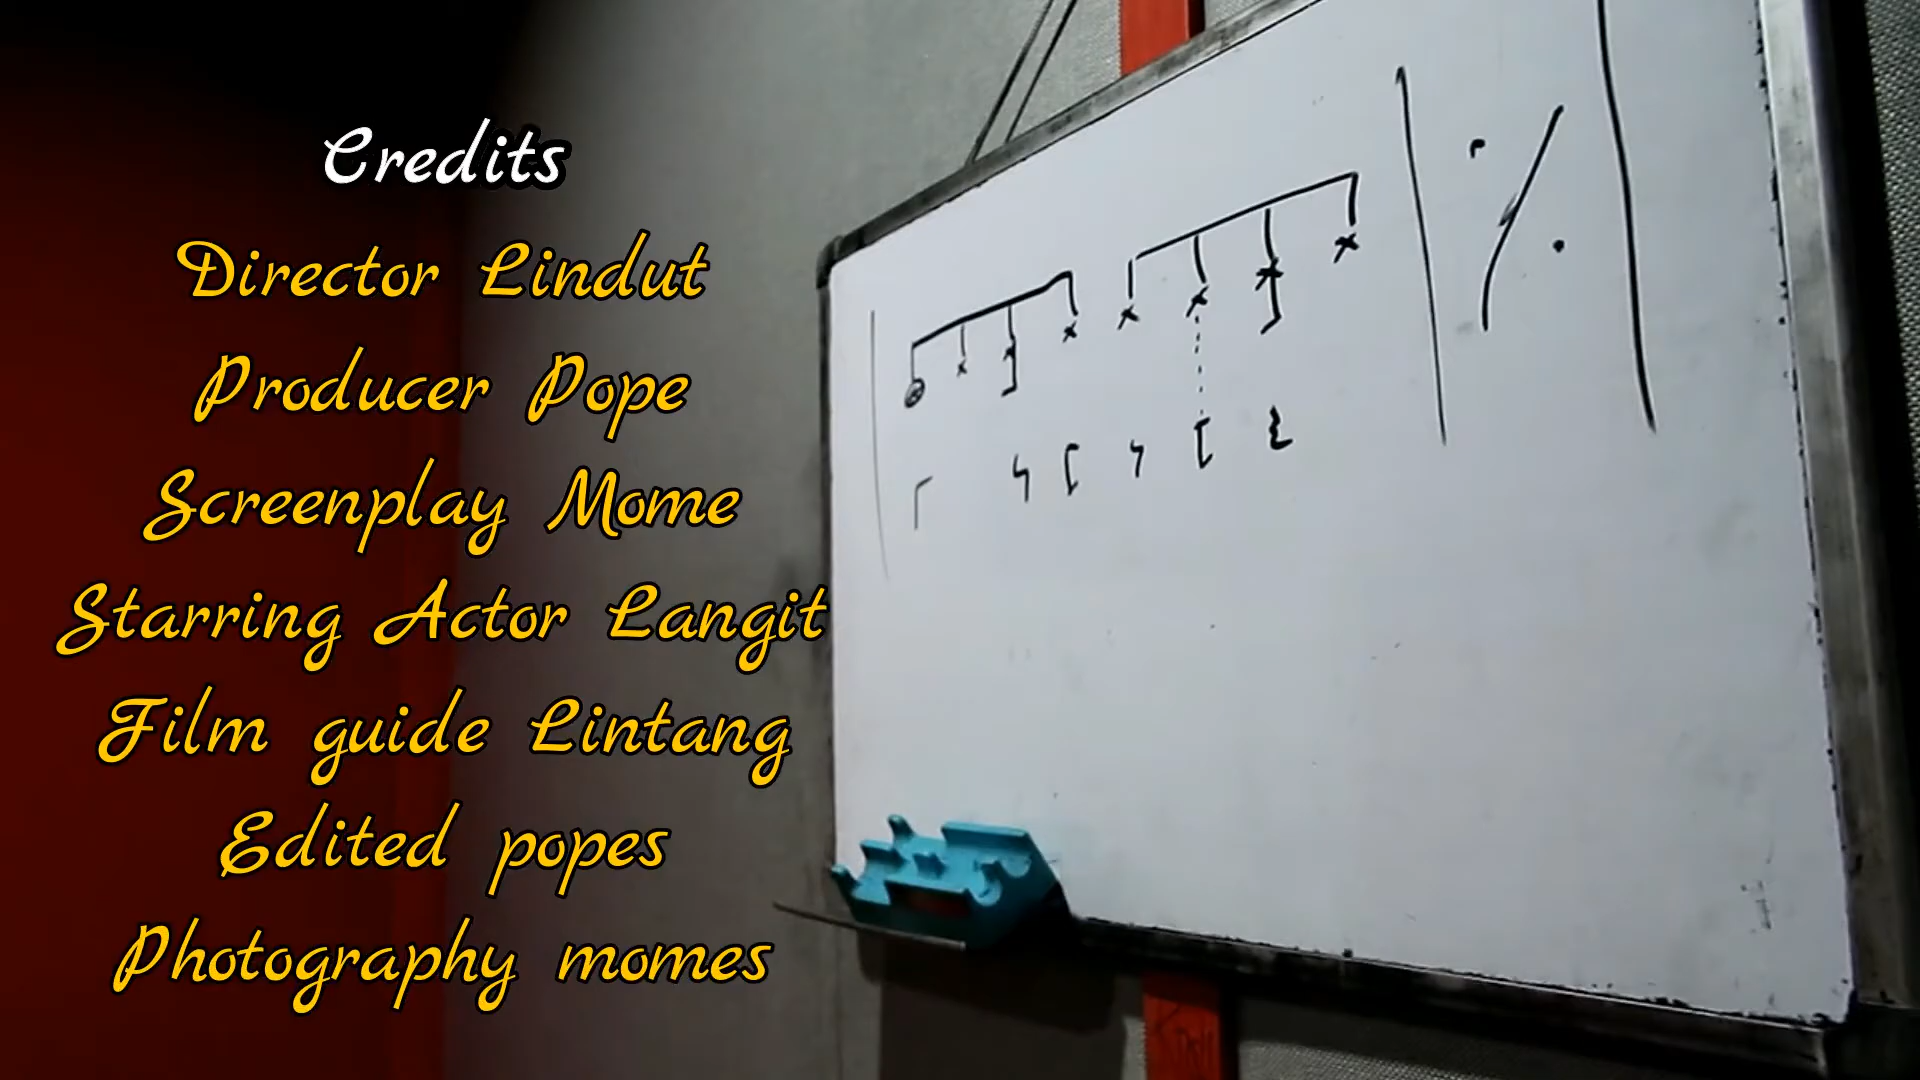 Credits
Director Lindut
Producer Pope
Screenplay Mome
Starring Actor Langit
Film guide Lintang
Edited popes
Photography momes